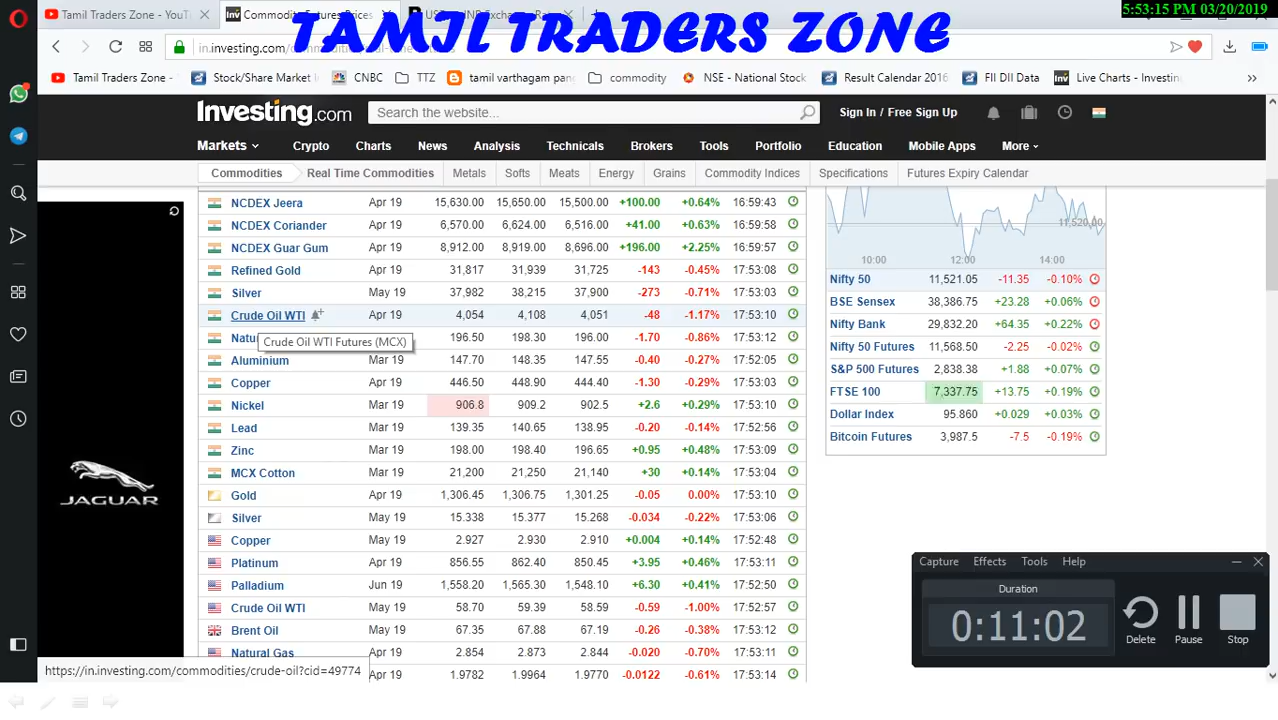 Tamil Traders Zone - YouT
Commodity Futures Prices
5:53:15 PM 03/20/2019
TAMIL TRADERS ZONE
in.investing.com/
Tamil Traders Zone -
Stock/Share Market I
CNBC
TTZ
tamil varthagam pan
commodity
NSE - National Stock
Result Calendar 2016
FII DII Data
Live Charts - Investin
Investing.com
Search the website...
Sign In / Free Sign Up
Markets
Crypto
Charts
News
Analysis
Technicals
Brokers
Tools
Portfolio
Education
Mobile Apps
More
Commodities
Real Time Commodities
Metals
Softs
Meats
Energy
Grains
Commodity Indices
Specifications
Futures Expiry Calendar
NCDEX Jeera Apr 19 15,630.00 15,650.00 15,500.00 +100.00 +0.64% 16:59:43
NCDEX Coriander Apr 19 6,570.00 6,624.00 6,516.00 +41.00 +0.63% 16:59:58
NCDEX Guar Gum Apr 19 8,912.00 8,919.00 8,696.00 +196.00 +2.25% 16:59:57
Refined Gold Apr 19 31,817 31,939 31,725 -143 -0.45% 17:53:08
Silver May 19 37,982 38,215 37,900 -273 -0.71% 17:53:03
Crude Oil WTI Apr 19 4,054 4,108 4,051 -48 -1.17% 17:53:10
Natu 196.50 198.30 196.00 -1.70 -0.86% 17:53:12
Crude Oil WTI Futures (MCX)
Aluminium Mar 19 147.70 148.35 147.55 -0.40 -0.27% 17:52:05
Copper Apr 19 446.50 448.90 444.40 -1.30 -0.29% 17:53:03
Nickel Mar 19 906.8 909.2 902.5 +2.6 +0.29% 17:53:10
Lead Mar 19 139.35 140.65 138.95 -0.20 -0.14% 17:52:56
Zinc Mar 19 198.00 198.40 196.65 +0.95 +0.48% 17:53:09
MCX Cotton Mar 19 21,200 21,250 21,140 +30 +0.14% 17:53:04
Gold Apr 19 1,306.45 1,306.75 1,301.25 -0.05 0.00% 17:53:10
Silver May 19 15.338 15.377 15.268 -0.034 -0.22% 17:53:06
Copper May 19 2.927 2.930 2.910 +0.004 +0.14% 17:52:48
Platinum Apr 19 856.55 862.40 850.45 +3.95 +0.46% 17:53:11
Palladium Jun 19 1,558.20 1,565.30 1,548.10 +6.30 +0.41% 17:52:50
Crude Oil WTI May 19 58.70 59.39 58.59 -0.59 -1.00% 17:52:57
Brent Oil May 19 67.35 67.88 67.19 -0.26 -0.38% 17:53:12
Natural Gas May 19 2.854 2.873 2.844 -0.020 -0.70% 17:53:11
Apr 19 1.9782 1.9964 1.9770 -0.0122 -0.61% 17:53:14
https://in.investing.com/commodities/crude-oil?cid=49774
JAGUAR
11,520.00
10:00 12:00 14:00
Nifty 50 11,521.05 -11.35 -0.10%
BSE Sensex 38,386.75 +23.28 +0.06%
Nifty Bank 29,832.20 +64.35 +0.22%
Nifty 50 Futures 11,568.50 -2.25 -0.02%
S&P 500 Futures 2,838.38 +1.88 +0.07%
FTSE 100 7,337.75 +13.75 +0.19%
Dollar Index 95.860 +0.029 +0.03%
Bitcoin Futures 3,987.5 -7.5 -0.19%
Capture Effects Tools Help
Duration
0:11:02
Delete Pause Stop